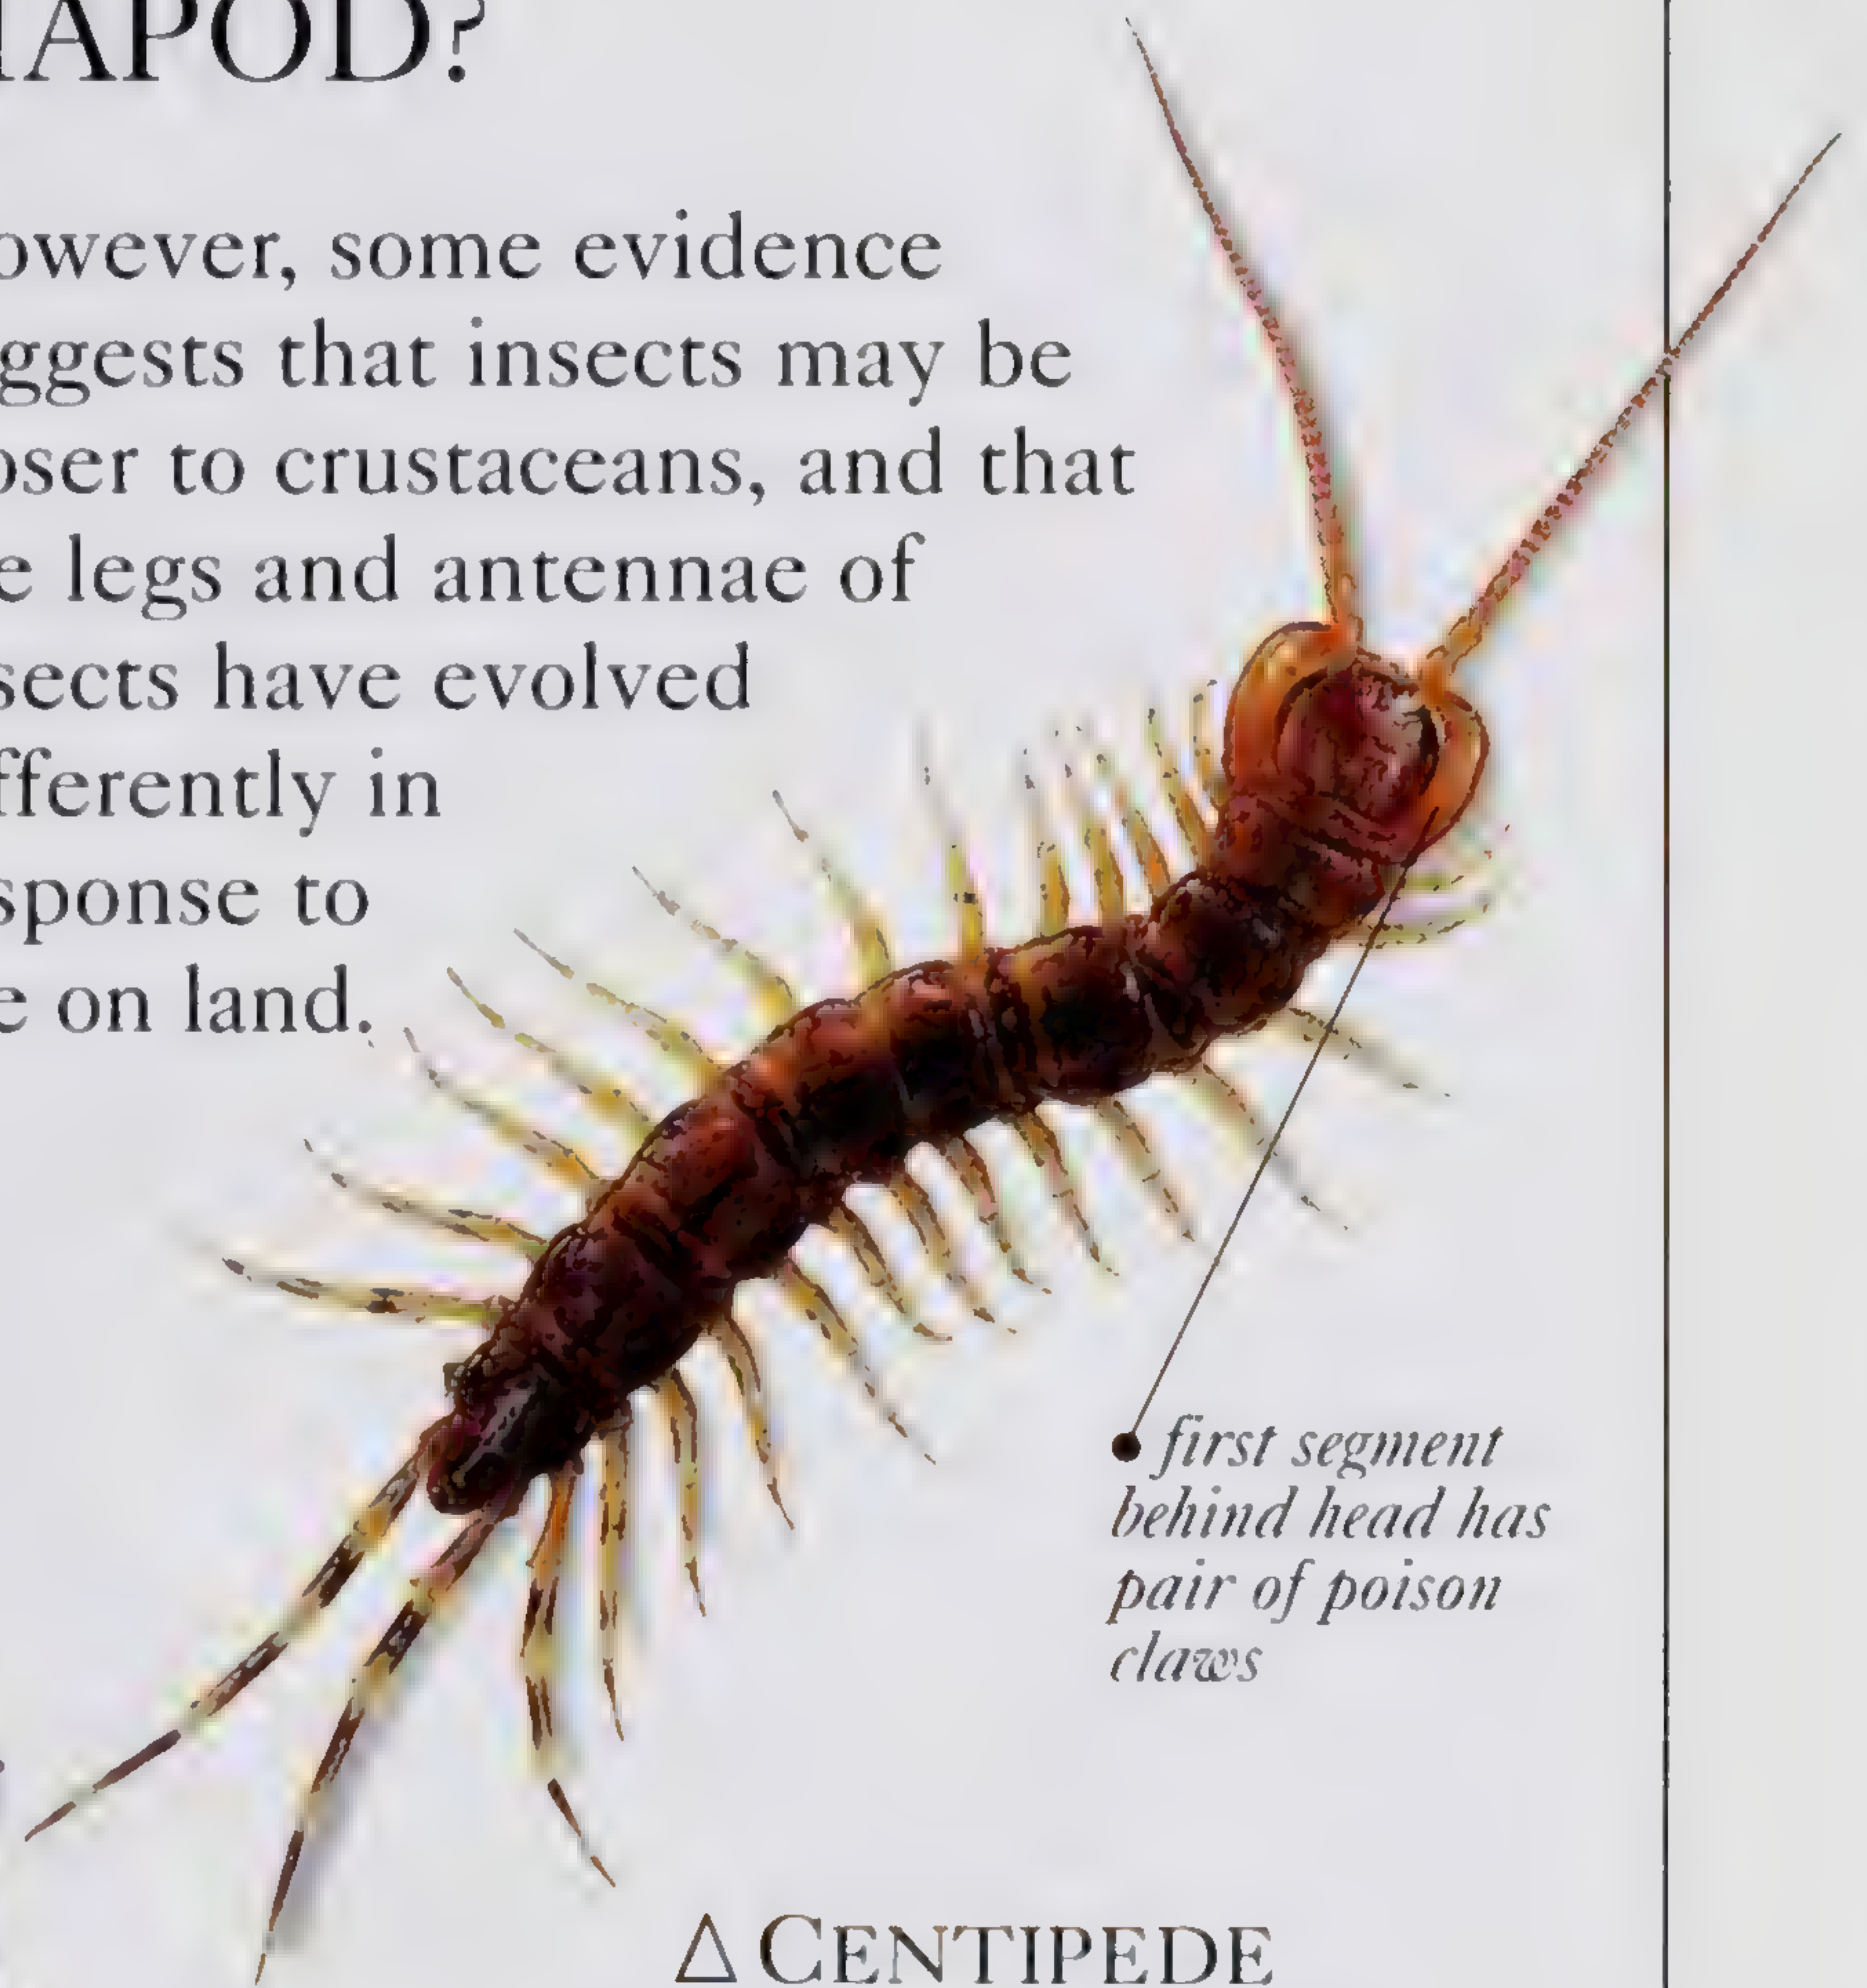 IAPOD?
owever, some evidence
ggests that insects may be
oser to crustaceans, and that
e legs and antennae of
sects have evolved
fferently in
sponse to
e on land.
first segment
behind head has
pair of poison
claws
△ CENTIPEDE